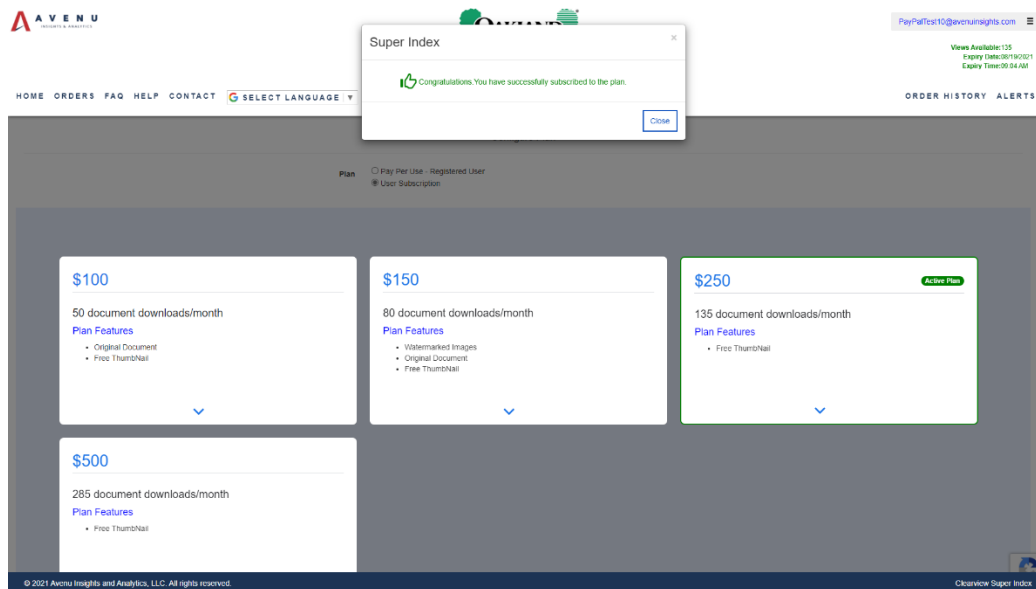 AVENU
INSIGHTS & ANALYTICS
OAKLAND
PayPalTest10@avenuinsights.com
Views Available:135
Expiry Date:08/19/2021
Expiry Time:09:04 AM
Super Index
×
Congratulations.You have successfully subscribed to the plan.
Close
HOME ORDERS FAQ HELP CONTACT G SELECT LANGUAGE ▼
ORDER HISTORY ALERTS
Plan
Pay Per Use - Registered User
User Subscription
$100
50 document downloads/month
Plan Features
• Original Document
• Free ThumbNail
$150
80 document downloads/month
Plan Features
• Watermarked Images
• Original Document
• Free ThumbNail
$250
Active Plan
135 document downloads/month
Plan Features
• Free ThumbNail
$500
285 document downloads/month
Plan Features
• Free ThumbNail
© 2021 Avenu Insights and Analytics, LLC. All rights reserved.
Clearview Super Index